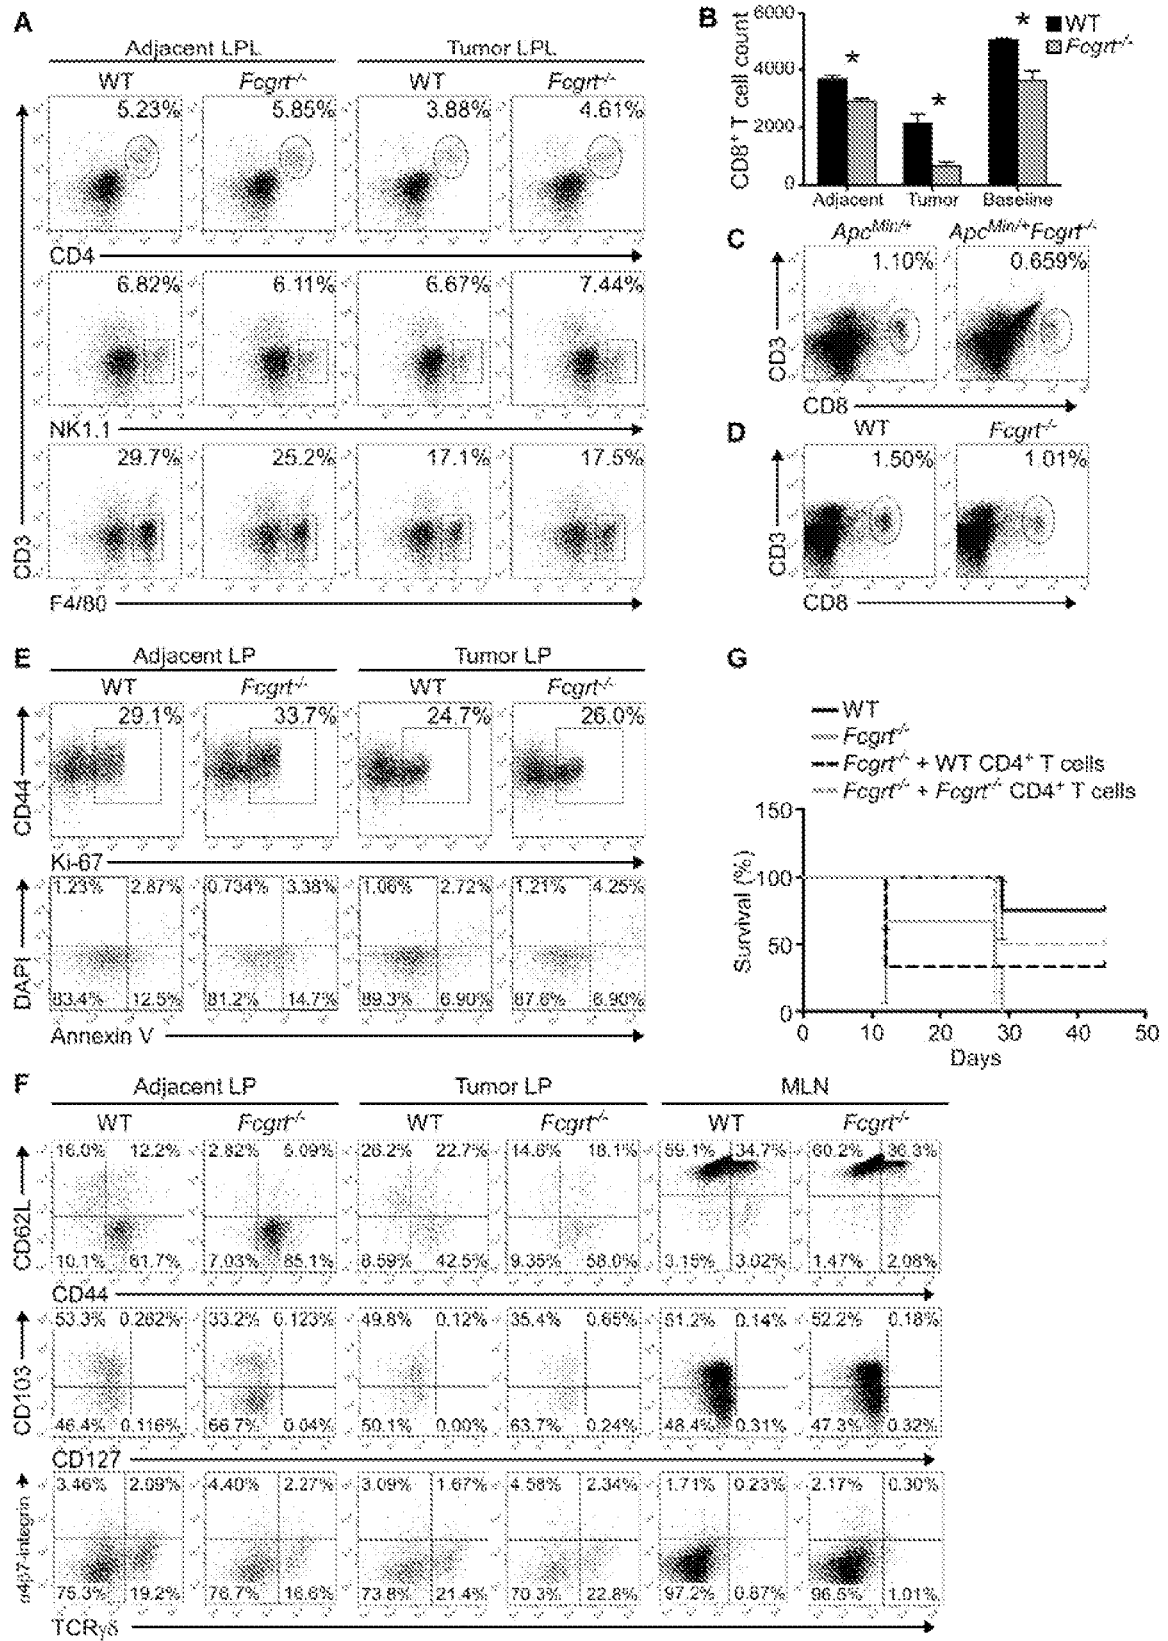 A
Adjacent LPL Tumor LPL
WT Fcgrt-/- WT Fcgrt-/-
5.23% 5.85% 3.88% 4.61%
CD4
6.82% 6.11% 6.67% 7.44%
NK1.1
29.7% 25.2% 17.1% 17.5%
CD3
F4/80
B
6000
4000
2000
0
CD8+ T cell count
* * *
WT
Fcgrt-/-
Adjacent Tumor Baseline
C
ApcMin/+ ApcMin/+Fcgrt-/-
1.10% 0.659%
CD3
CD8
D
WT Fcgrt-/-
1.50% 1.01%
CD3
CD8
E
Adjacent LP Tumor LP
WT Fcgrt-/- WT Fcgrt-/-
29.1% 33.7% 24.7% 26.0%
CD44
Ki-67
1.23% 2.87% 0.734% 3.38% 1.06% 2.72% 1.21% 4.25%
DAPI
83.4% 12.5% 81.2% 14.7% 89.3% 6.90% 87.6% 6.90%
Annexin V
G
WT
Fcgrt-/-
Fcgrt-/- + WT CD4+ T cells
Fcgrt-/- + Fcgrt-/- CD4+ T cells
150
100
50
0
Survival (%)
0 10 20 30 40 50
Days
F
Adjacent LP Tumor LP MLN
WT Fcgrt-/- WT Fcgrt-/- WT Fcgrt-/-
16.0% 12.2% 2.82% 5.09% 26.2% 22.7% 14.6% 18.1% 59.1% 34.7% 60.2% 36.3%
CD62L
10.1% 61.7% 7.03% 85.1% 8.59% 42.5% 9.35% 58.0% 3.15% 3.02% 1.47% 2.08%
CD44
53.3% 0.262% 33.2% 0.123% 49.8% 0.12% 35.4% 0.65% 51.2% 0.14% 52.2% 0.18%
CD103
46.4% 0.116% 66.7% 0.04% 50.1% 0.00% 63.7% 0.24% 48.4% 0.31% 47.3% 0.32%
CD127
3.46% 2.09% 4.40% 2.27% 3.09% 1.67% 4.58% 2.34% 1.71% 0.23% 2.17% 0.30%
α4β7-integrin
75.3% 19.2% 76.7% 16.6% 73.8% 21.4% 70.3% 22.8% 97.2% 0.87% 96.5% 1.01%
TCRγδ